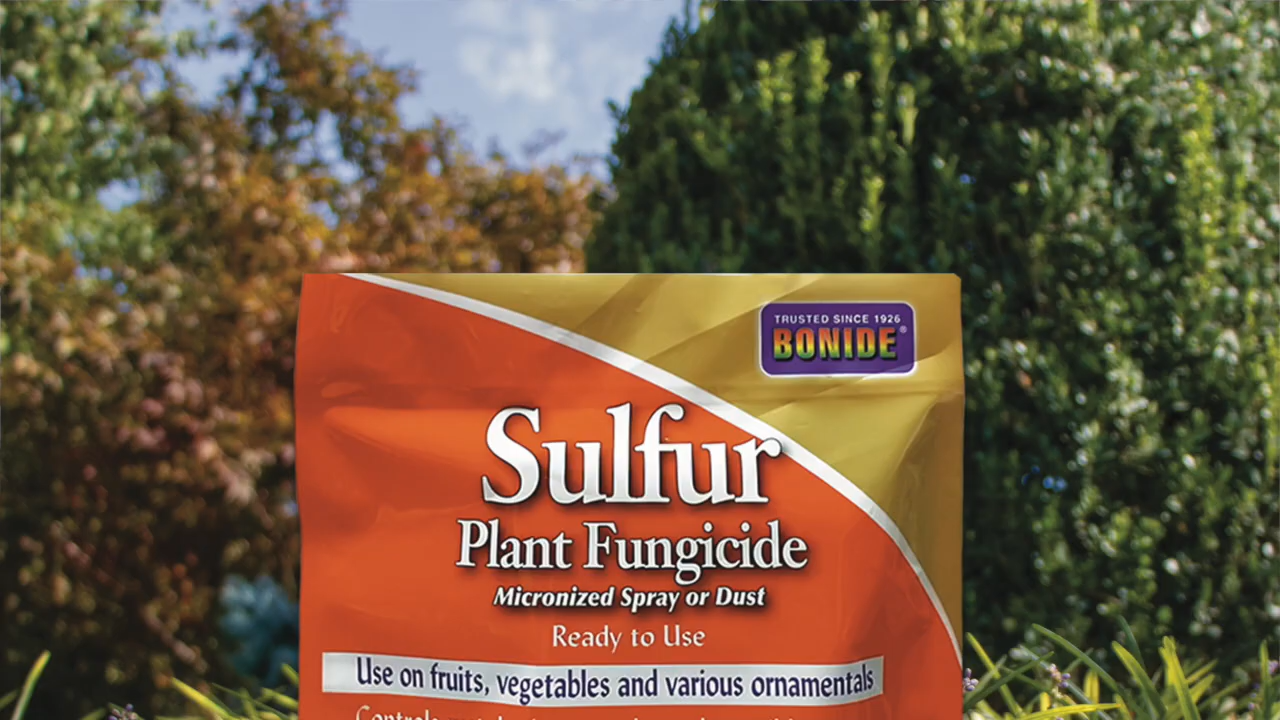 TRUSTED SINCE 1926
BONIDE®
Sulfur
Plant Fungicide
Micronized Spray or Dust
Ready to Use
Use on fruits, vegetables and various ornamentals
Controls